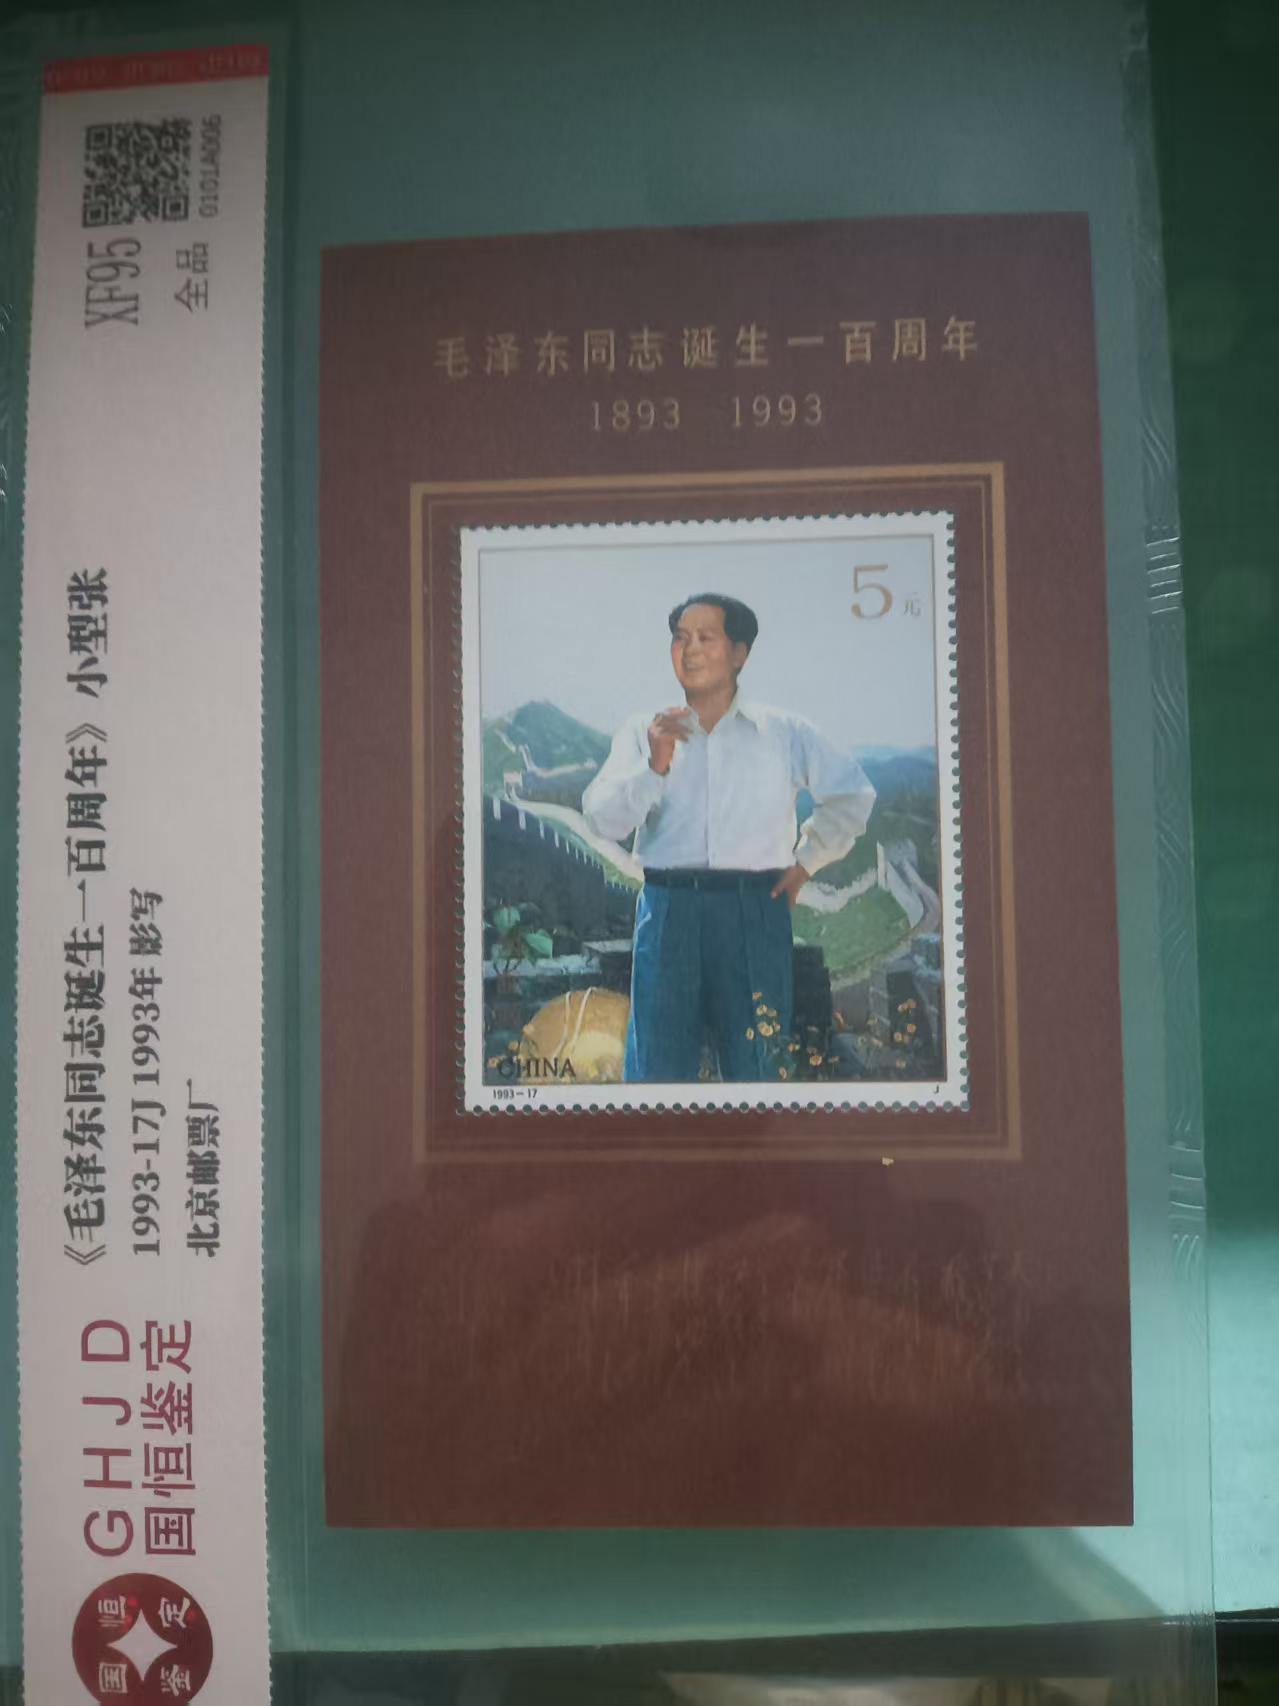 毛泽东同志诞生一百周年
1893 1993
5元
CHINA
1993-17
J
国恒鉴定
GHJD
国恒鉴定
《毛泽东同志诞生一百周年》小型张
1993-17J 1993年 影写
北京邮票厂
XF95
全品
0101A006